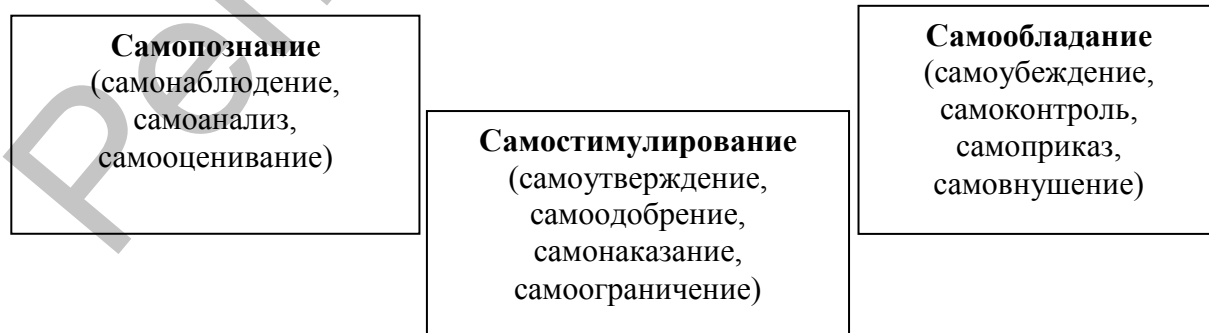 Самопознание
(самонаблюдение,
самоанализ,
самооценивание)
Самостимулирование
(самоутверждение,
самоодобрение,
самонаказание,
самоограничение)
Самообладание
(самоубеждение,
самоконтроль,
самоприказ,
самовнушение)